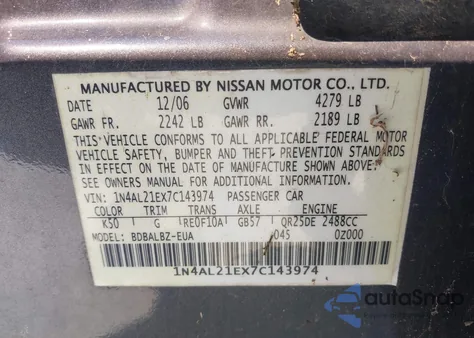 MANUFACTURED BY NISSAN MOTOR CO., LTD.
DATE 12/06 GVWR 4279 LB
GAWR FR. 2242 LB GAWR RR. 2189 LB
THIS VEHICLE CONFORMS TO ALL APPLICABLE FEDERAL MOTOR
VEHICLE SAFETY, BUMPER AND THEFT PREVENTION STANDARDS
IN EFFECT ON THE DATE OF MANUFACTURE SHOWN ABOVE.
SEE OWNERS MANUAL FOR ADDITIONAL INFORMATION.
VIN: 1N4AL21EX7C143974 PASSENGER CAR
COLOR TRIM TRANS AXLE ENGINE
K50 G RE0F10A GB57 QR25DE 2488CC
MODEL: BDBALBZ-EUA -045 0Z000
1N4AL21EX7C143974
autoSnap